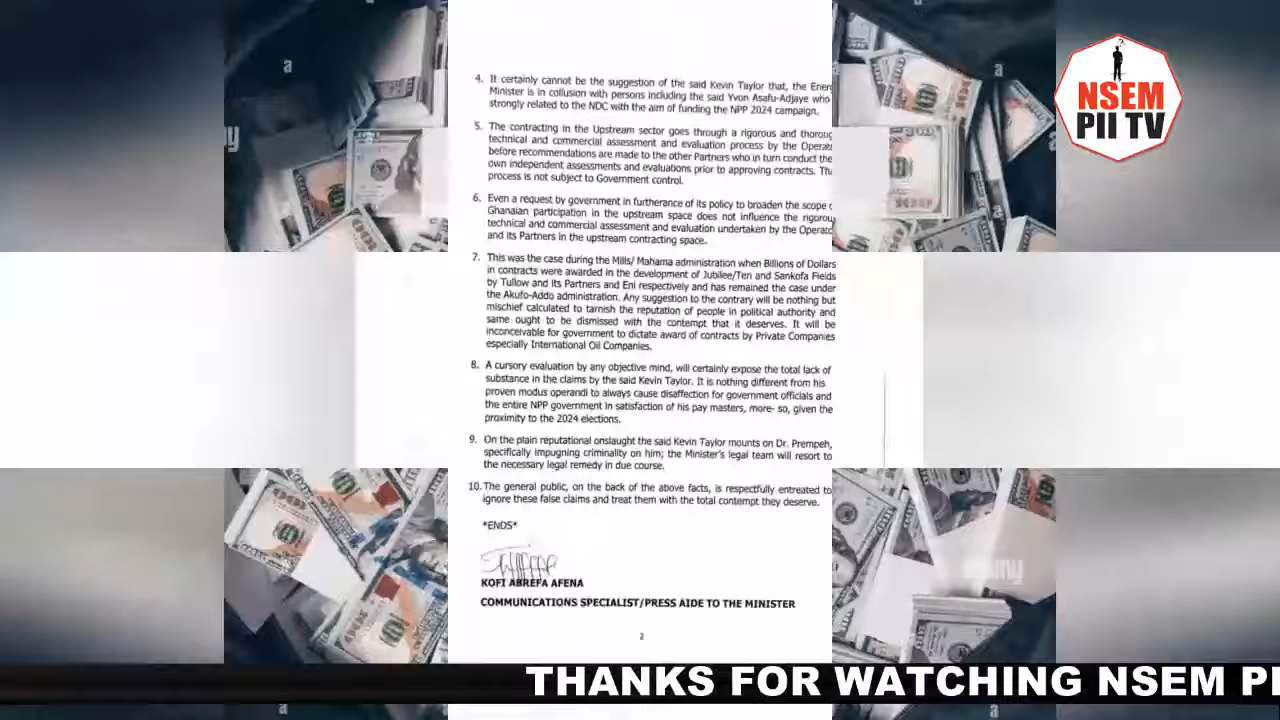 4. It certainly cannot be the suggestion of the said Kevin Taylor that, the Ener
Minister is in collusion with persons including the said Yvon Asafu-Adjaye who
strongly related to the NDC with the aim of funding the NPP 2024 campaign.
5. The contracting in the Upstream sector goes through a rigorous and thoroug
technical and commercial assessment and evaluation process by the Operat
before recommendations are made to the other Partners who in turn conduct the
own independent assessments and evaluations prior to approving contracts. Th
process is not subject to Government control.
6. Even a request by government in furtherance of its policy to broaden the scope
Ghanaian participation in the upstream space does not influence the rigorou
technical and commercial assessment and evaluation undertaken by the Operato
and its Partners in the upstream contracting space.
7. This was the case during the Mills/ Mahama administration when Billions of Dollars
in contracts were awarded in the development of Jubilee/Ten and Sankofa Fields
by Tullow and its Partners and Eni respectively and has remained the case under
the Akufo-Addo administration. Any suggestion to the contrary will be nothing but
mischief calculated to tarnish the reputation of people in political authority and
same ought to be dismissed with the contempt that it deserves. It will be
inconceivable for government to dictate award of contracts by Private Companies
especially International Oil Companies.
8. A cursory evaluation by any objective mind, will certainly expose the total lack of
substance in the claims by the said Kevin Taylor. It is nothing different from his
proven modus operandi to always cause disaffection for government officials and
the entire NPP government in satisfaction of his pay masters, more- so, given the
proximity to the 2024 elections.
9. On the plain reputational onslaught the said Kevin Taylor mounts on Dr. Prempeh,
specifically impugning criminality on him; the Minister's legal team will resort to
the necessary legal remedy in due course.
10. The general public, on the back of the above facts, is respectfully entreated to
ignore these false claims and treat them with the total contempt they deserve.
*ENDS*
KOFI ABREFA AFENA
COMMUNICATIONS SPECIALIST/PRESS AIDE TO THE MINISTER
2
NSEM
PII TV
THANKS FOR WATCHING NSEM PI